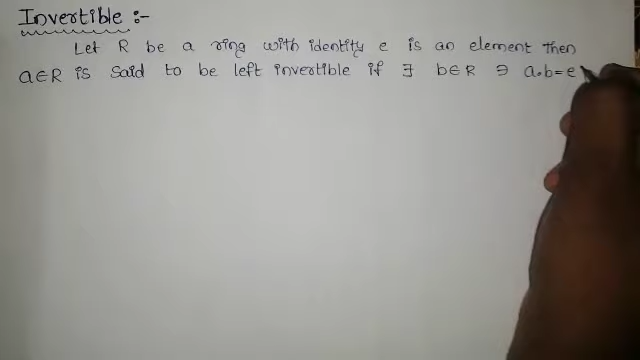 Invertible :-
Let R be a ring with identity e is an element then
a∈R is said to be left invertible if ∃ b∈R ∋ a.b=e